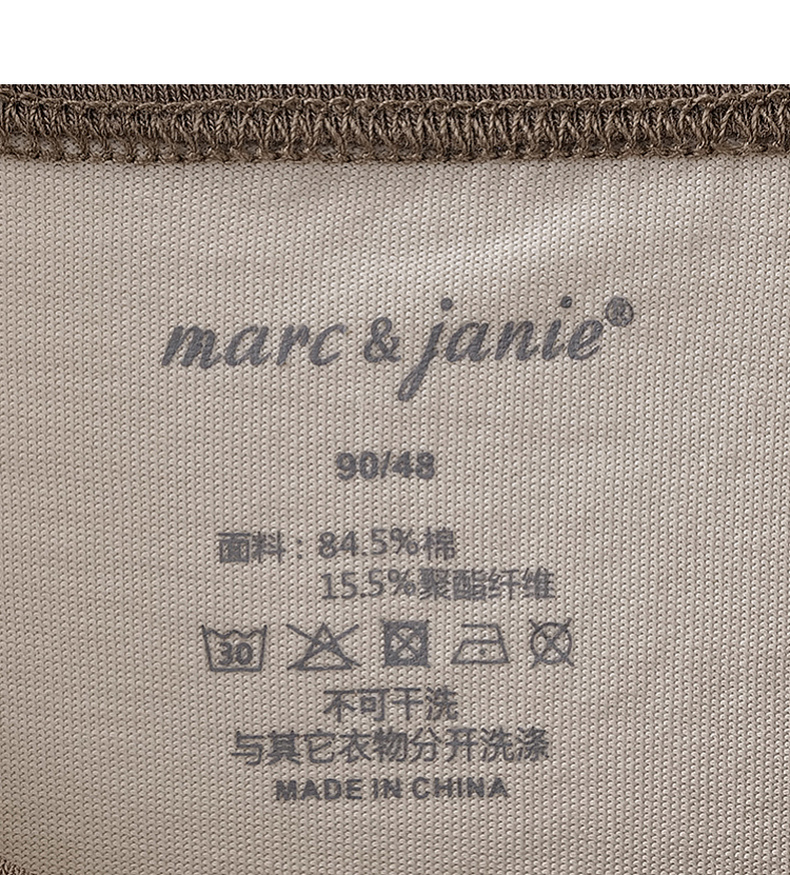 marc & janie®
90/48
面料：84.5%棉
15.5%聚酯纤维
30
不可干洗
与其它衣物分开洗涤
MADE IN CHINA